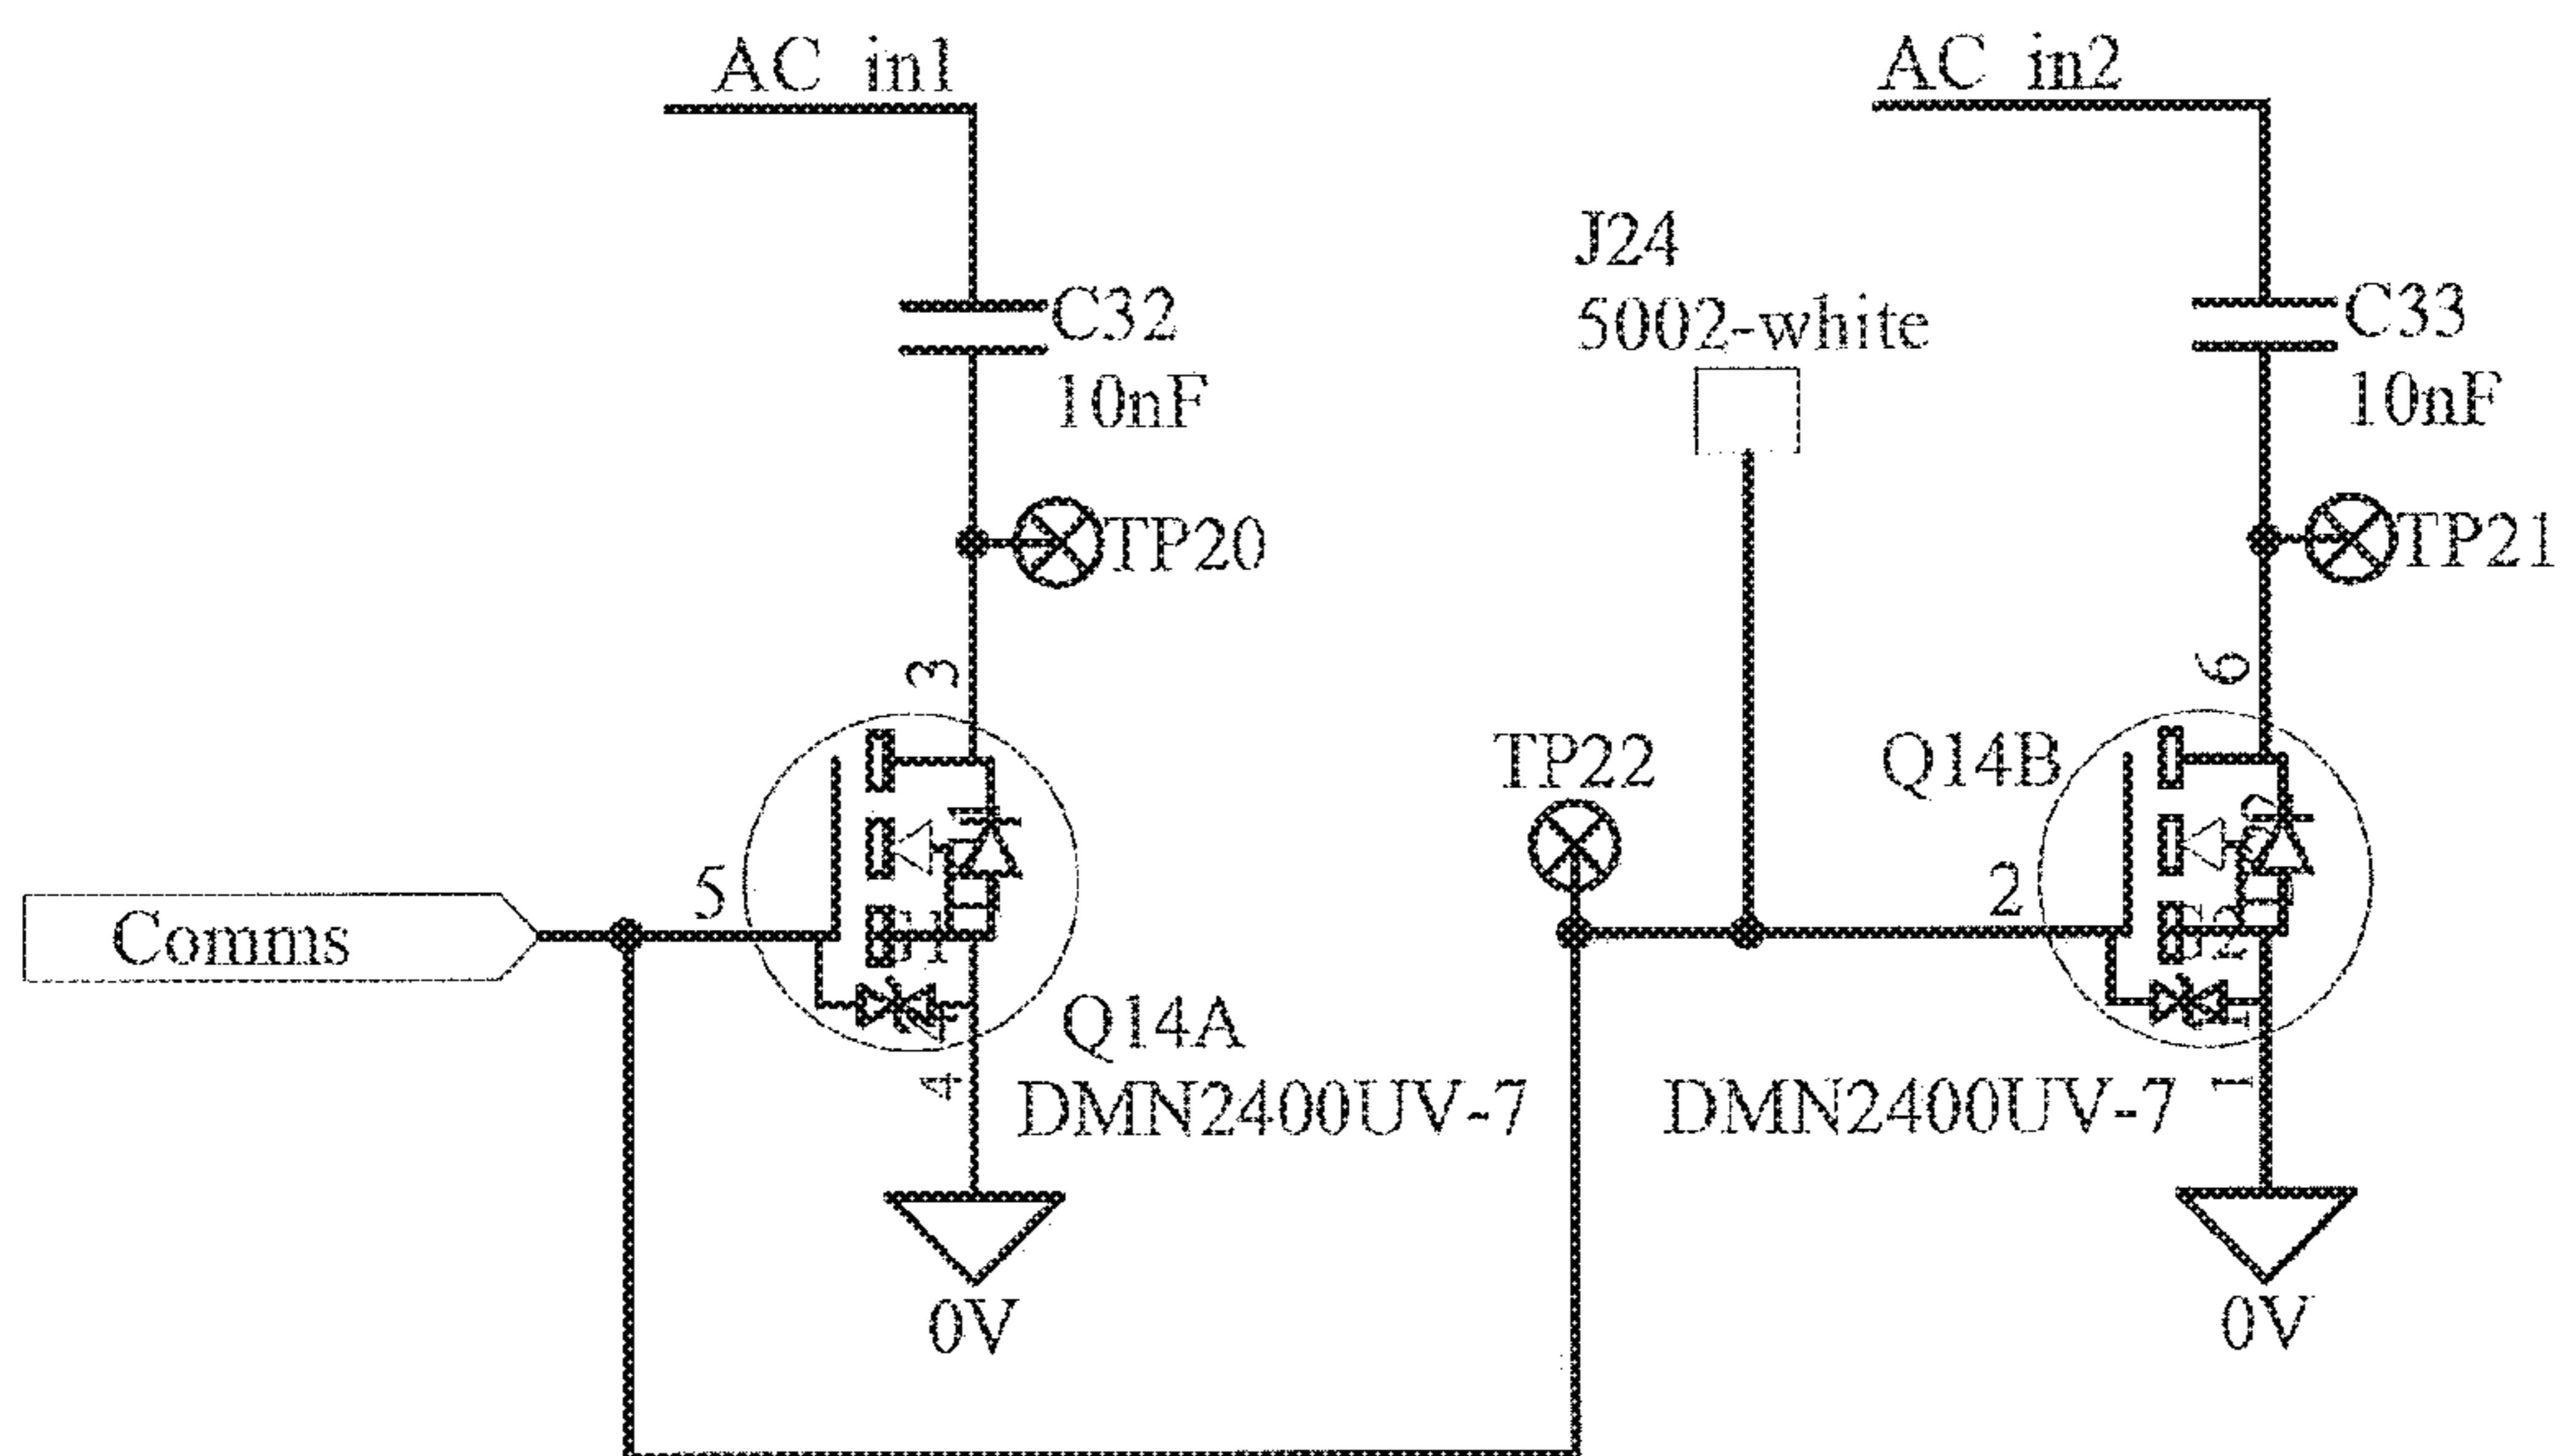 AC in1
AC in2
J24
5002-white
C32
10nF
C33
10nF
TP20
TP21
3
6
TP22
Q14B
5
2
Comms
Q14A
4
DMN2400UV-7
DMN2400UV-7
1
0V
0V